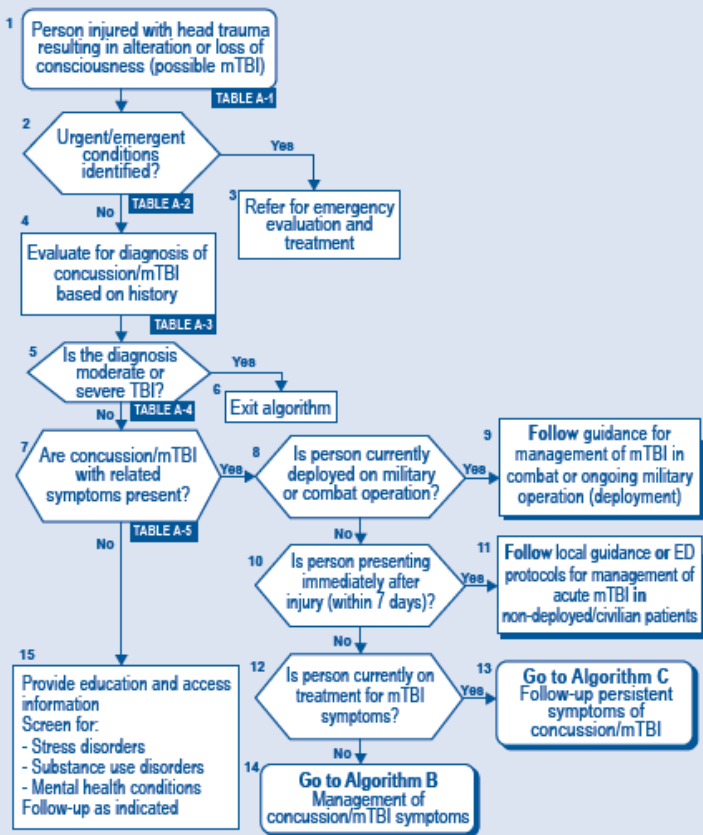 1
Person injured with head trauma
resulting in alteration or loss of
consciousness (possible mTBI)
TABLE A-1
2
Urgent/emergent
conditions
identified?
Yes
TABLE A-2
No
3
Refer for emergency
evaluation and
treatment
4
Evaluate for diagnosis of
concussion/mTBI
based on history
TABLE A-3
5
Is the diagnosis
moderate or
severe TBI?
Yes
6
Exit algorithm
TABLE A-4
No
7
Are concussion/mTBI
with related
symptoms present?
Yes
TABLE A-5
No
8
Is person currently
deployed on military
or combat operation?
Yes
No
9
Follow guidance for
management of mTBI in
combat or ongoing military
operation (deployment)
10
Is person presenting
immediately after
injury (within 7 days)?
Yes
No
11
Follow local guidance or ED
protocols for management of
acute mTBI in
non-deployed/civilian patients
12
Is person currently on
treatment for mTBI
symptoms?
Yes
No
13
Go to Algorithm C
Follow-up persistent
symptoms of
concussion/mTBI
14
Go to Algorithm B
Management of
concussion/mTBI symptoms
15
Provide education and access
information
Screen for:
- Stress disorders
- Substance use disorders
- Mental health conditions
Follow-up as indicated